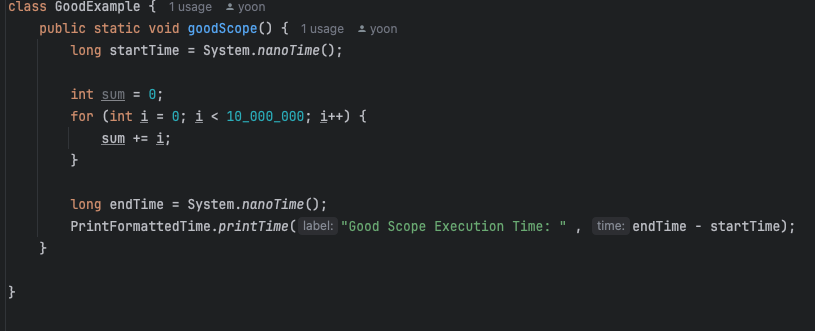 class GoodExample {  1 usage  yoon
    public static void goodScope() {  1 usage  yoon
        long startTime = System.nanoTime();
        int sum = 0;
        for (int i = 0; i < 10_000_000; i++) {
            sum += i;
        }
        long endTime = System.nanoTime();
        PrintFormattedTime.printTime( label: "Good Scope Execution Time: " , time: endTime - startTime);
    }
}